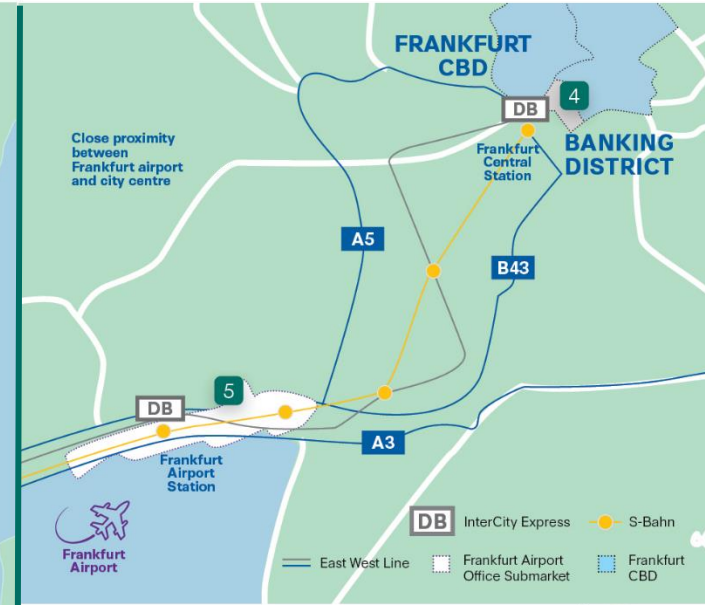 FRANKFURT
CBD
DB
4
Close proximity
between
Frankfurt airport
and city centre
Frankfurt
Central
Station
BANKING
DISTRICT
A5
B43
5
DB
A3
Frankfurt
Airport
Station
Frankfurt
Airport
DB InterCity Express
S-Bahn
East West Line
Frankfurt Airport
Office Submarket
Frankfurt
CBD